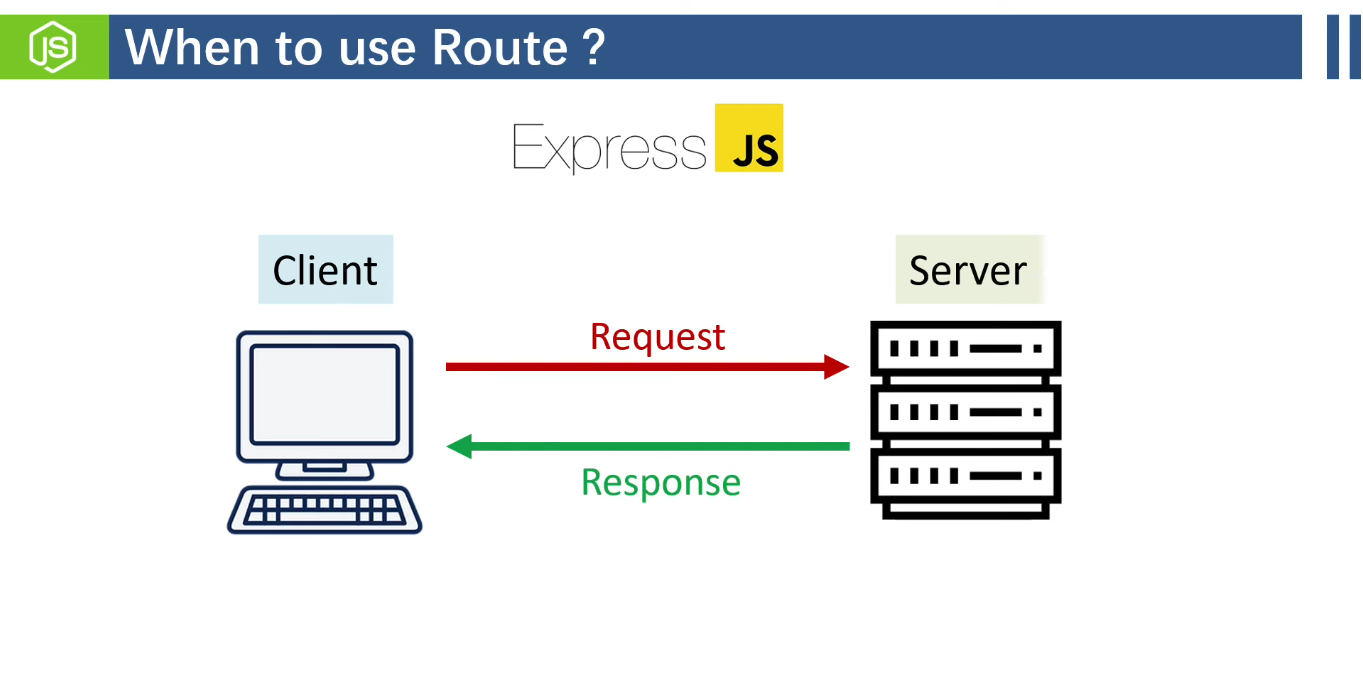 JS
When to use Route ?
Express JS
Client
Server
Request
Response